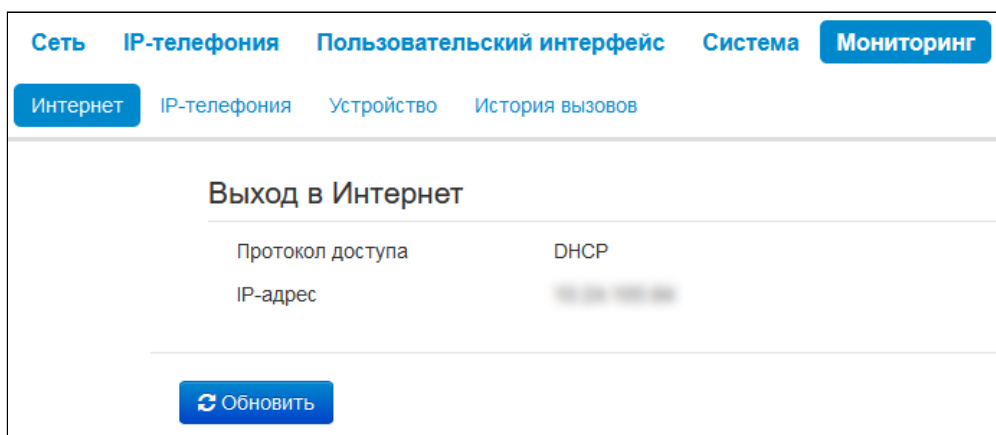 Сеть IP-телефония Пользовательский интерфейс Система Мониторинг
Интернет IP-телефония Устройство История вызовов
Выход в Интернет
Протокол доступа DHCP
IP-адрес
Обновить